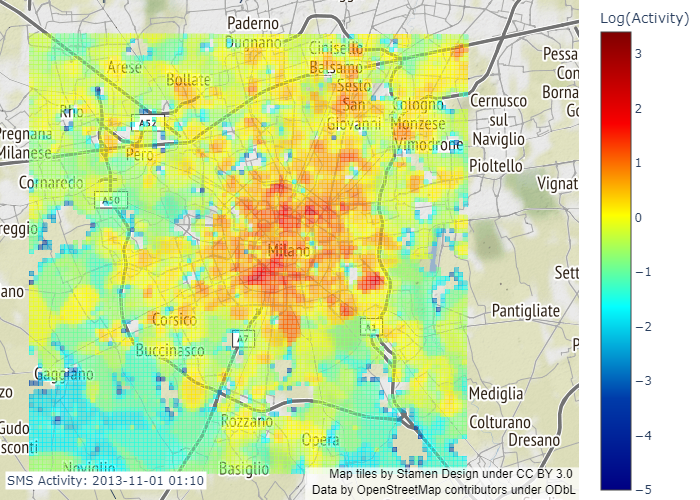 Paderno
Dugnano
Cinisello
Balsamo
Arese
Bollate
Sesto
San
Giovanni
Cologno
Monzese
Vimodrone
Cernusco
sul
Naviglio
Pioltello
Pessa
Con
Borna
Go
Rho
A52
Pregnana
Milanese
Pero
Cornaredo
A50
Vignat
reggio
Milano
Sett
ano
Pantigliate
Corsico
A7
A1
Buccinasco
P
Gaggiano
zo
Mediglia
Rozzano
Colturano
Gudo
sconti
Opera
Dresano
Noviglio
Basiglio
SMS Activity: 2013-11-01 01:10
Map tiles by Stamen Design under CC BY 3.0
Data by OpenStreetMap contributors under ODbL
Log(Activity)
3
2
1
0
−1
−2
−3
−4
−5